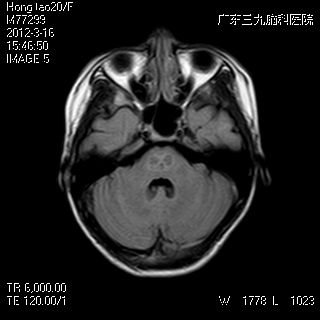 Hong tao20/F
M77299
2012-3-16
15:46:50
IMAGE 5
广东三九脑科医院
TR 6,000.00
TE 120.00/1
W 1778 L 1023